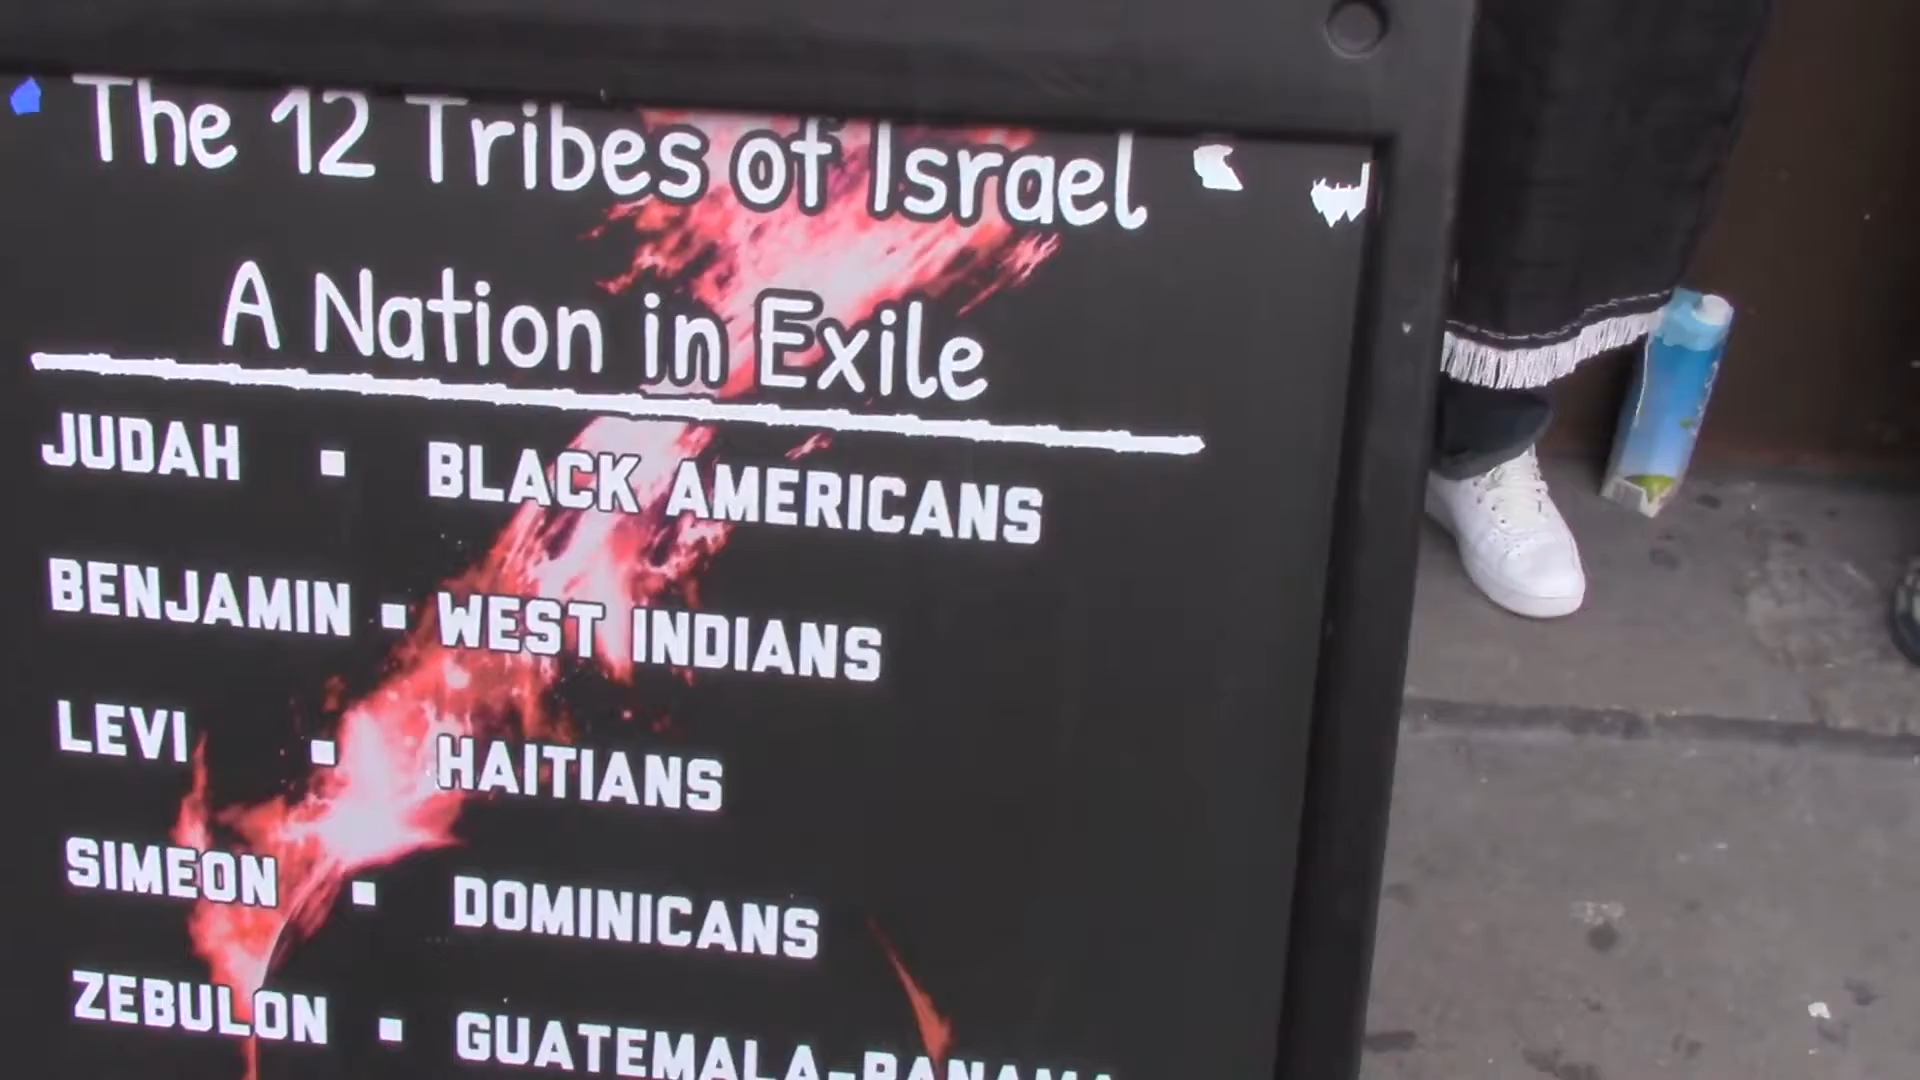 The 12 Tribes of Israel
A Nation in Exile
JUDAH ▪ BLACK AMERICANS
BENJAMIN ▪ WEST INDIANS
LEVI ▪ HAITIANS
SIMEON ▪ DOMINICANS
ZEBULON ▪ GUATEMALA-PANAMA